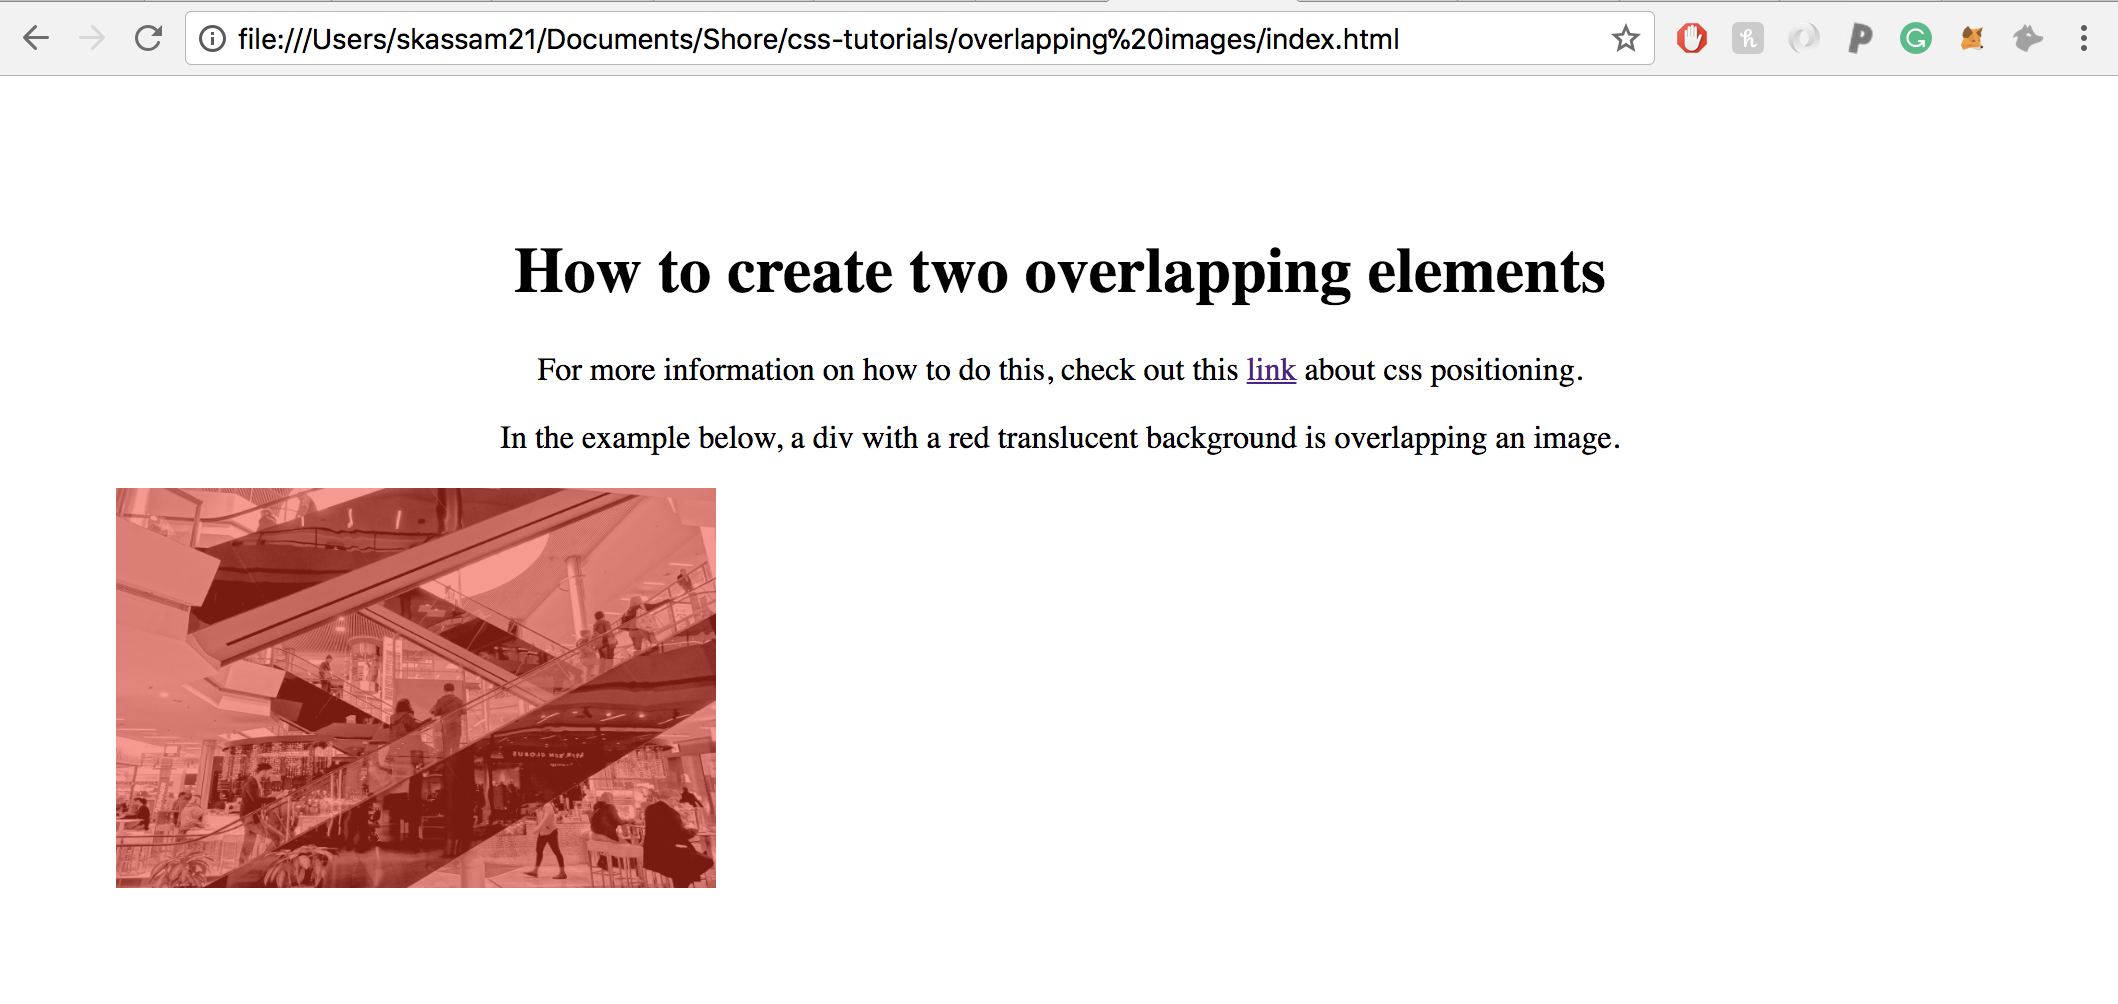 file:///Users/skassam21/Documents/Shore/css-tutorials/overlapping%20images/index.html
How to create two overlapping elements
For more information on how to do this, check out this link about css positioning.
In the example below, a div with a red translucent background is overlapping an image.